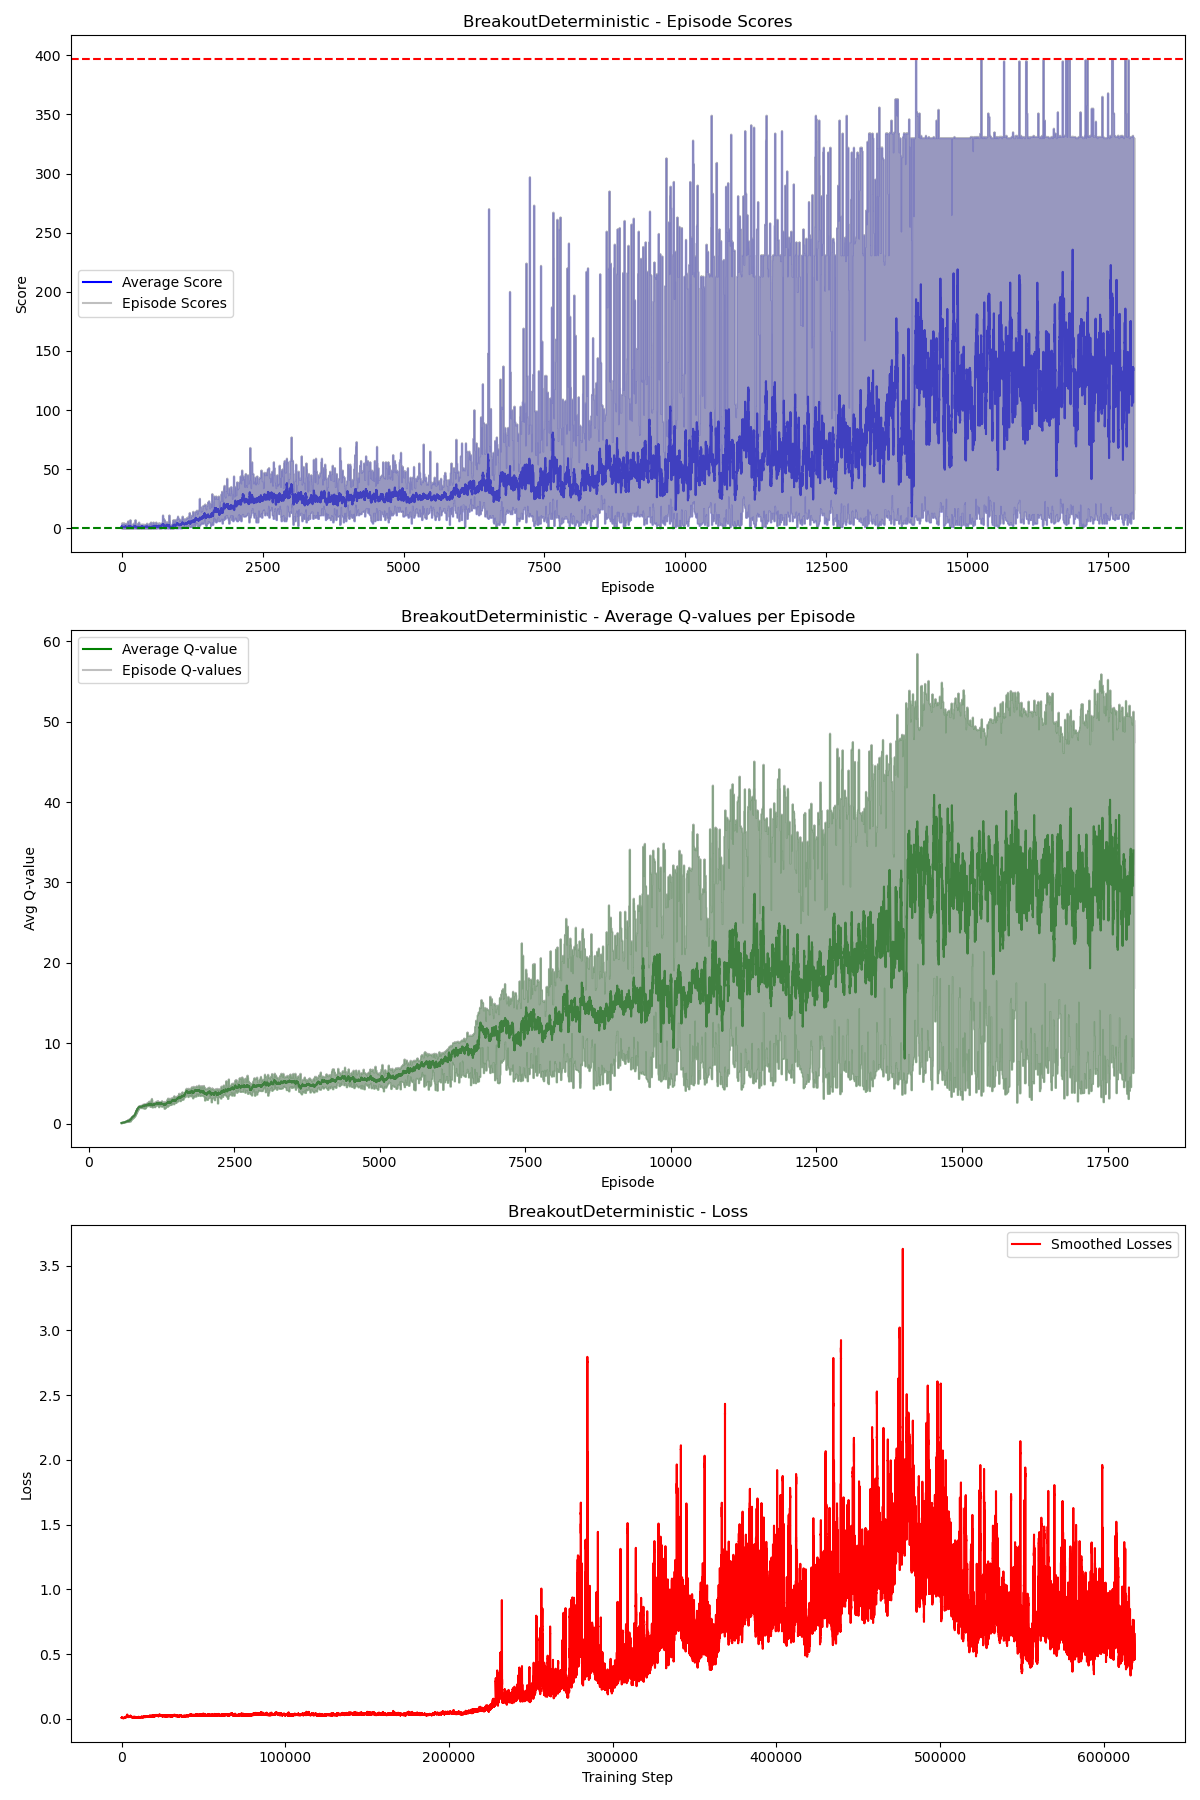 BreakoutDeterministic - Episode Scores
400
350
300
250
200
150
100
50
0
Score
Average Score
Episode Scores
0 2500 5000 7500 10000 12500 15000 17500
Episode
BreakoutDeterministic - Average Q-values per Episode
60
50
40
30
20
10
0
Avg Q-value
Average Q-value
Episode Q-values
0 2500 5000 7500 10000 12500 15000 17500
Episode
BreakoutDeterministic - Loss
3.5
3.0
2.5
2.0
1.5
1.0
0.5
0.0
Loss
Smoothed Losses
0 100000 200000 300000 400000 500000 600000
Training Step